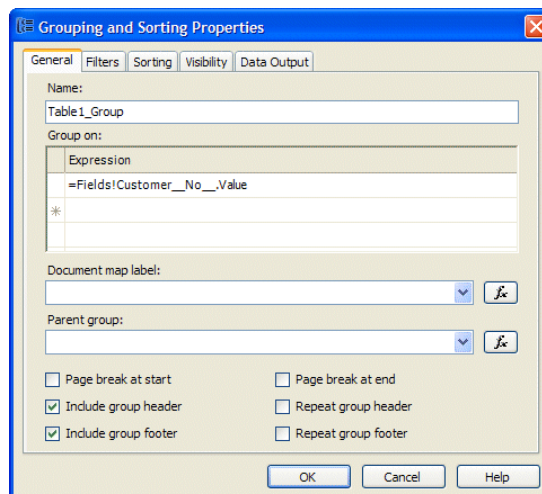 Grouping and Sorting Properties
General Filters Sorting Visibility Data Output
Name:
Table1_Group
Group on:
Expression
=Fields!Customer__No__.Value
Document map label:
fx
Parent group:
fx
Page break at start Page break at end
Include group header Repeat group header
Include group footer Repeat group footer
OK Cancel Help